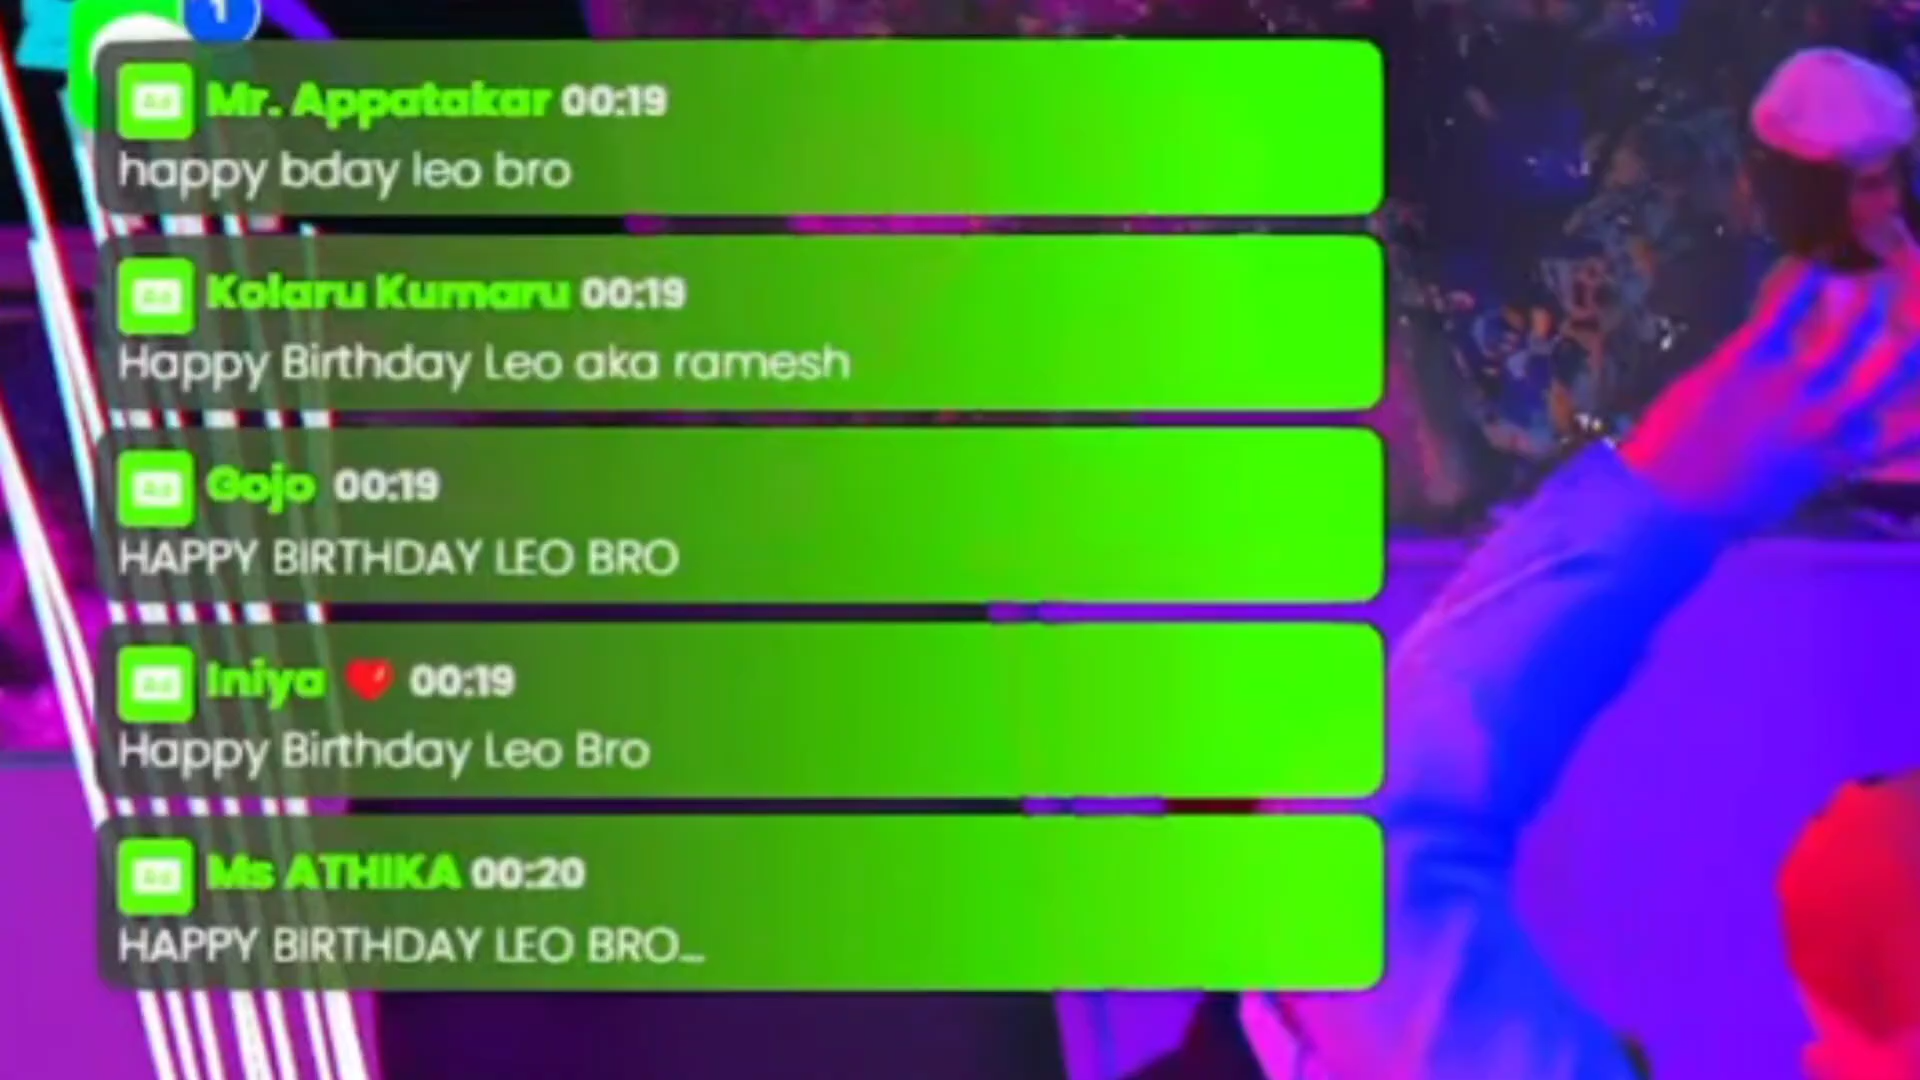 1
Mr. Appatakar 00:19
happy bday leo bro
Kolaru Kumaru 00:19
Happy Birthday Leo aka ramesh
Gojo 00:19
HAPPY BIRTHDAY LEO BRO
Iniya ❤️ 00:19
Happy Birthday Leo Bro
Ms ATHIKA 00:20
HAPPY BIRTHDAY LEO BRO...